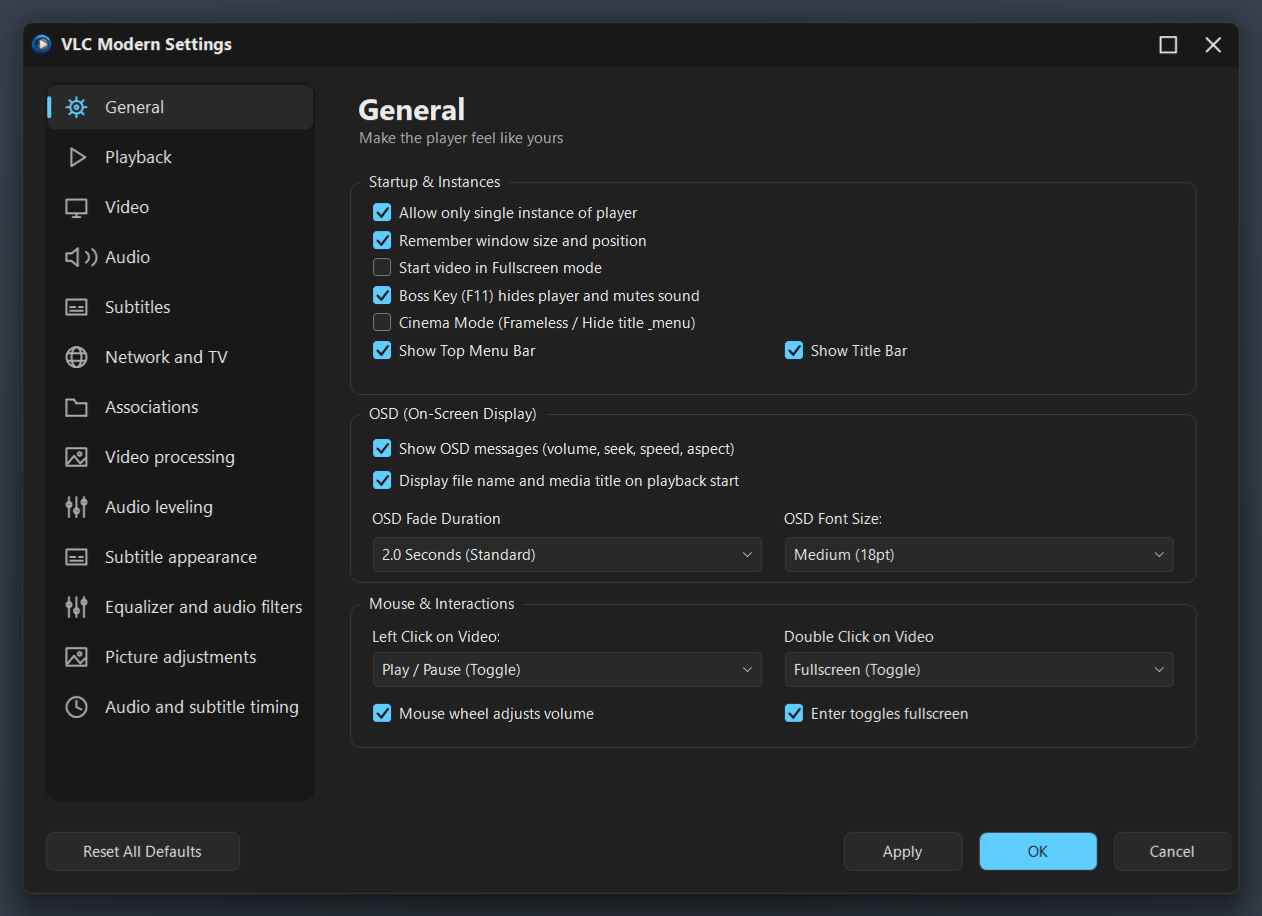 VLC Modern Settings
General
Playback
Video
Audio
Subtitles
Network and TV
Associations
Video processing
Audio leveling
Subtitle appearance
Equalizer and audio filters
Picture adjustments
Audio and subtitle timing
General
Make the player feel like yours
Startup & Instances
Allow only single instance of player
Remember window size and position
Start video in Fullscreen mode
Boss Key (F11) hides player and mutes sound
Cinema Mode (Frameless / Hide title _menu)
Show Top Menu Bar
Show Title Bar
OSD (On-Screen Display)
Show OSD messages (volume, seek, speed, aspect)
Display file name and media title on playback start
OSD Fade Duration
OSD Font Size:
2.0 Seconds (Standard)
Medium (18pt)
Mouse & Interactions
Left Click on Video:
Double Click on Video
Play / Pause (Toggle)
Fullscreen (Toggle)
Mouse wheel adjusts volume
Enter toggles fullscreen
Reset All Defaults
Apply
OK
Cancel